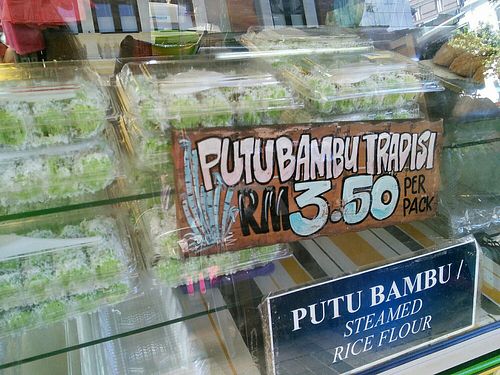 PUTU BAMBU TRADISI
RM 3.50 PER
PACK
PUTU BAMBU /
STEAMED
RICE FLOUR